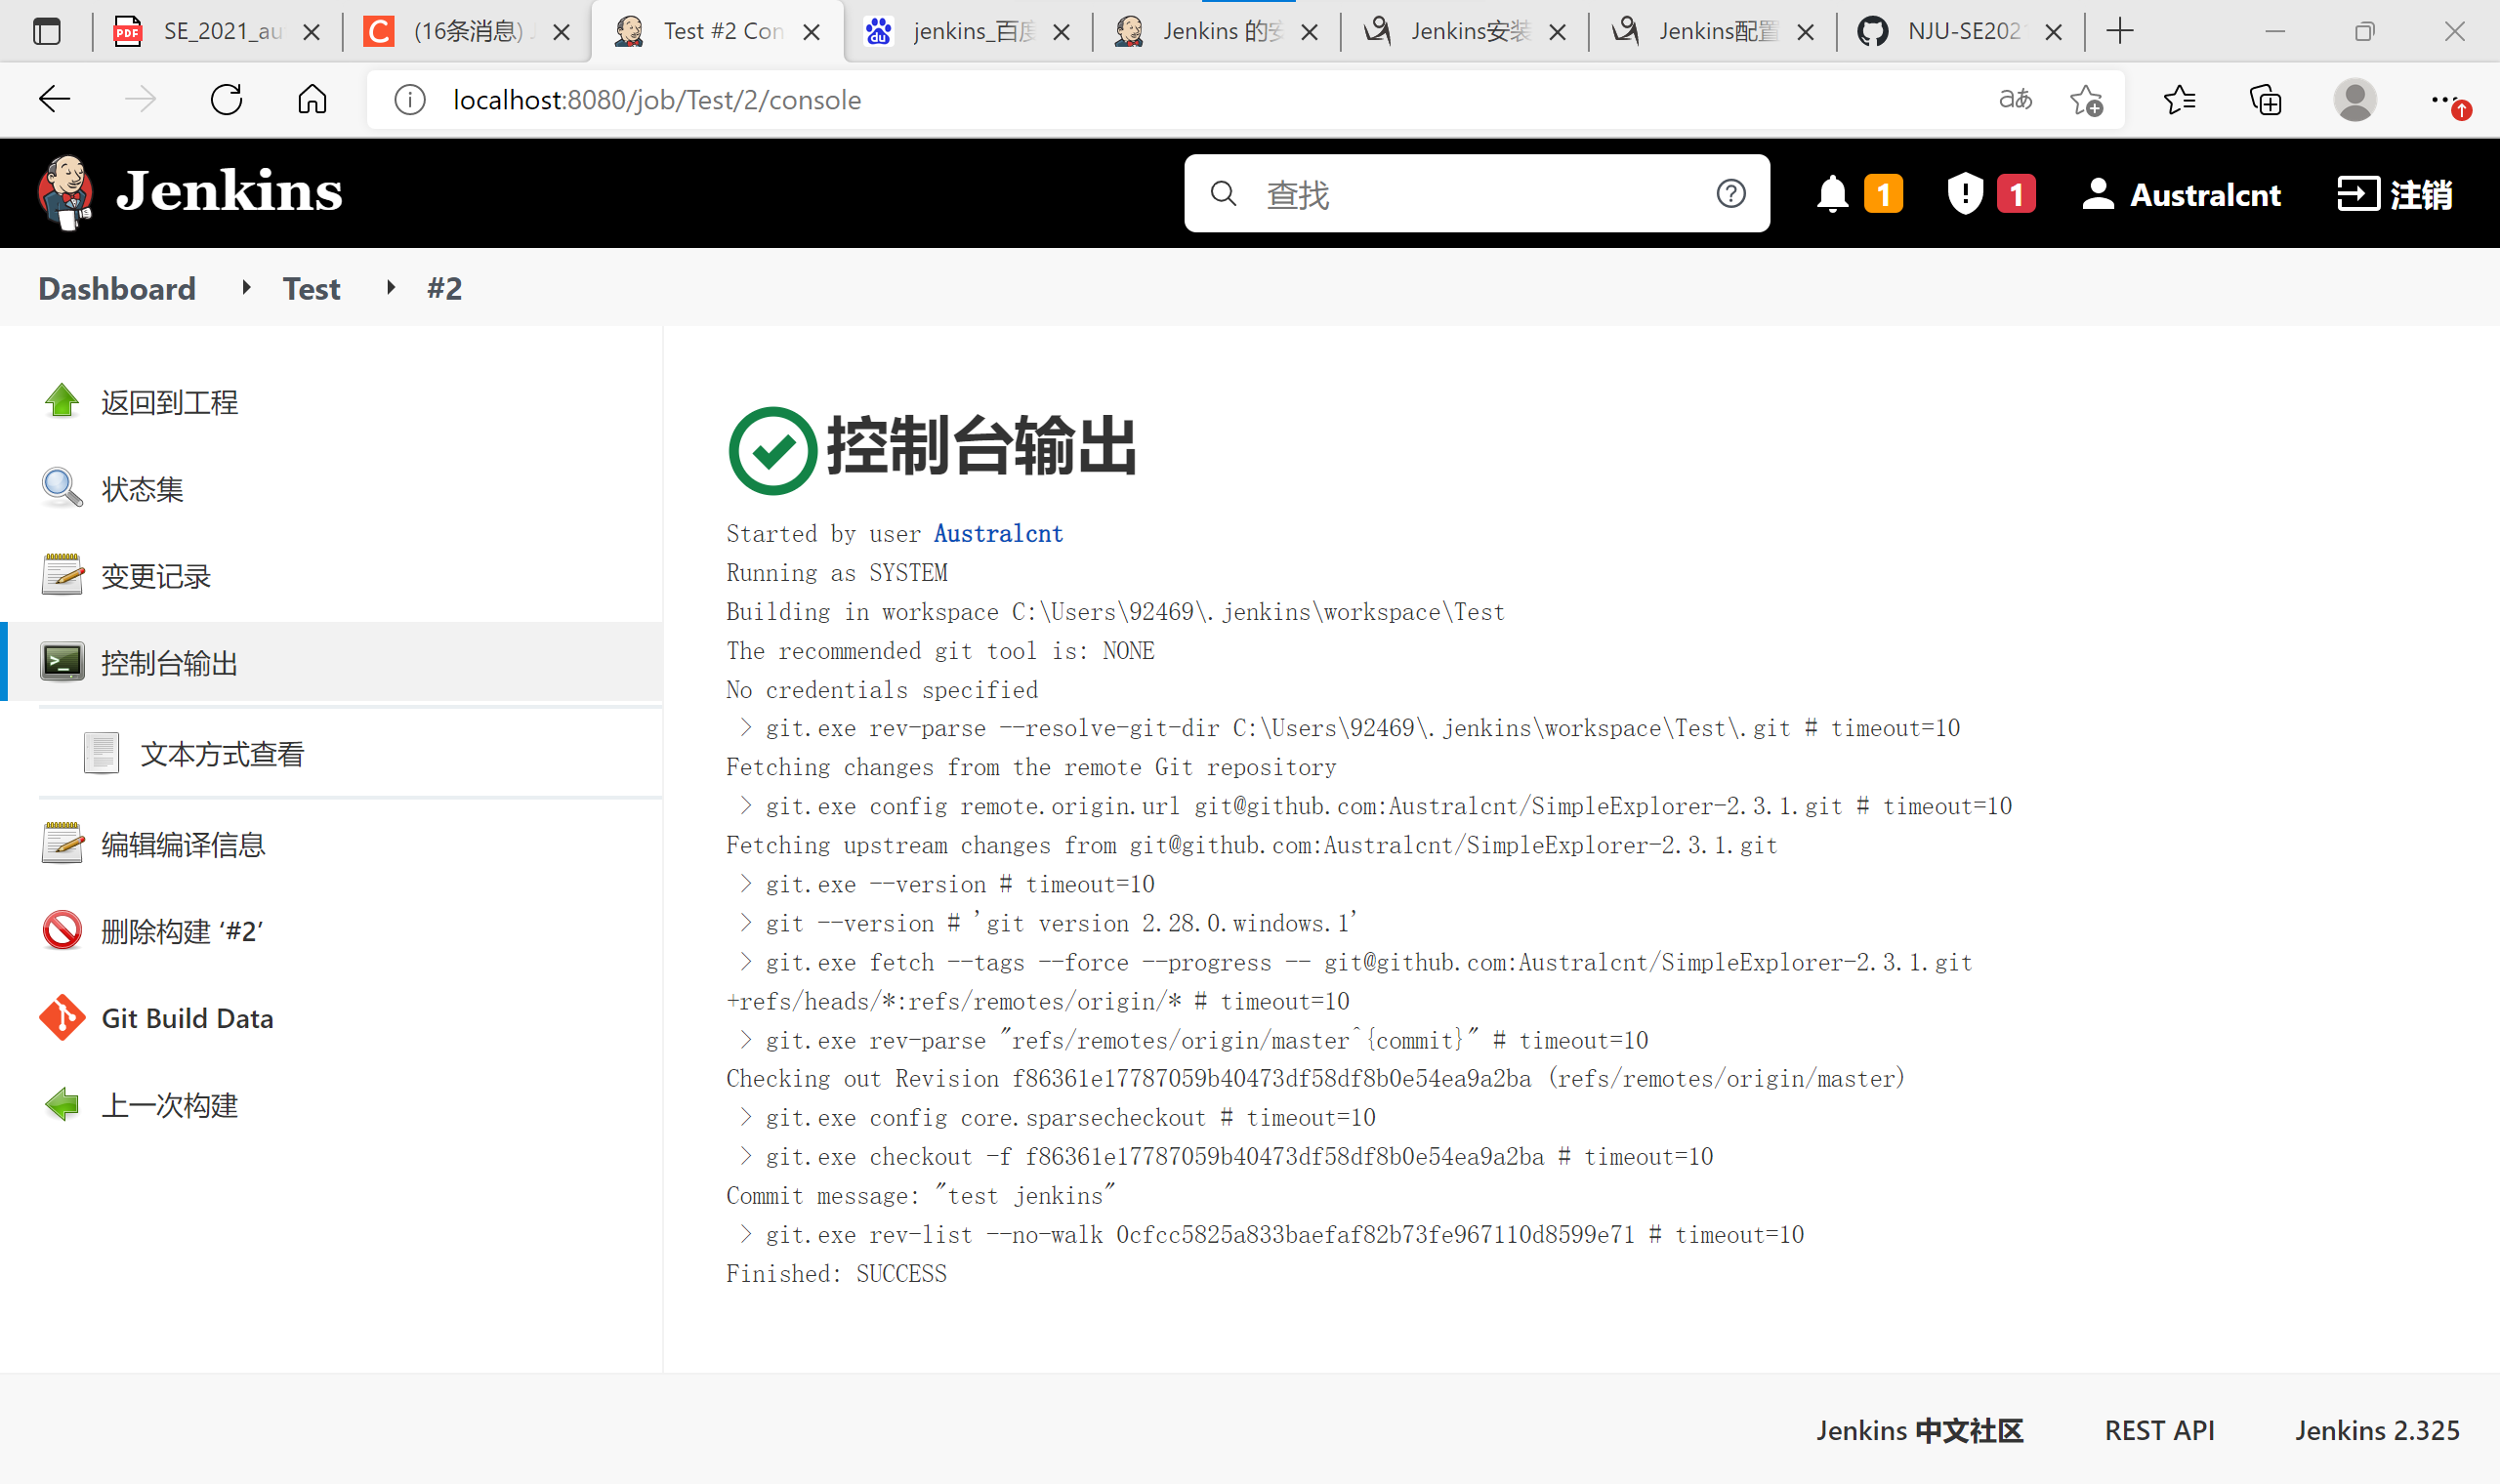 SE_2021_au
(16条消息) J
Test #2 Con
jenkins_百度
Jenkins 的安
Jenkins安装
Jenkins配置
NJU-SE202
localhost:8080/job/Test/2/console
aあ
Jenkins
查找
1
1
Australcnt
注销
Dashboard
Test
#2
返回到工程
状态集
变更记录
控制台输出
文本方式查看
编辑编译信息
删除构建 ‘#2’
Git Build Data
上一次构建
控制台输出
Started by user Australcnt
Running as SYSTEM
Building in workspace C:\Users\92469\.jenkins\workspace\Test
The recommended git tool is: NONE
No credentials specified
> git.exe rev-parse --resolve-git-dir C:\Users\92469\.jenkins\workspace\Test\.git # timeout=10
Fetching changes from the remote Git repository
> git.exe config remote.origin.url git@github.com:Australcnt/SimpleExplorer-2.3.1.git # timeout=10
Fetching upstream changes from git@github.com:Australcnt/SimpleExplorer-2.3.1.git
> git.exe --version # timeout=10
> git --version # 'git version 2.28.0.windows.1'
> git.exe fetch --tags --force --progress -- git@github.com:Australcnt/SimpleExplorer-2.3.1.git
+refs/heads/*:refs/remotes/origin/* # timeout=10
> git.exe rev-parse "refs/remotes/origin/master^{commit}" # timeout=10
Checking out Revision f86361e17787059b40473df58df8b0e54ea9a2ba (refs/remotes/origin/master)
> git.exe config core.sparsecheckout # timeout=10
> git.exe checkout -f f86361e17787059b40473df58df8b0e54ea9a2ba # timeout=10
Commit message: "test jenkins"
> git.exe rev-list --no-walk 0cfcc5825a833baefaf82b73fe967110d8599e71 # timeout=10
Finished: SUCCESS
Jenkins 中文社区
REST API
Jenkins 2.325